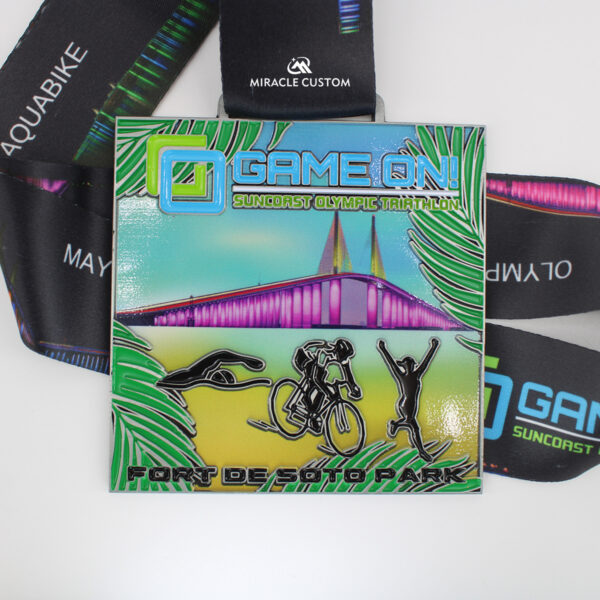 AQUABIKE
MIRACLE CUSTOM
GAME ON!
SUNCOAST OLYMPIC TRIATHLON
MAY
OLYMP
GAM
SUNCOAST
FORT DE SOTO PARK